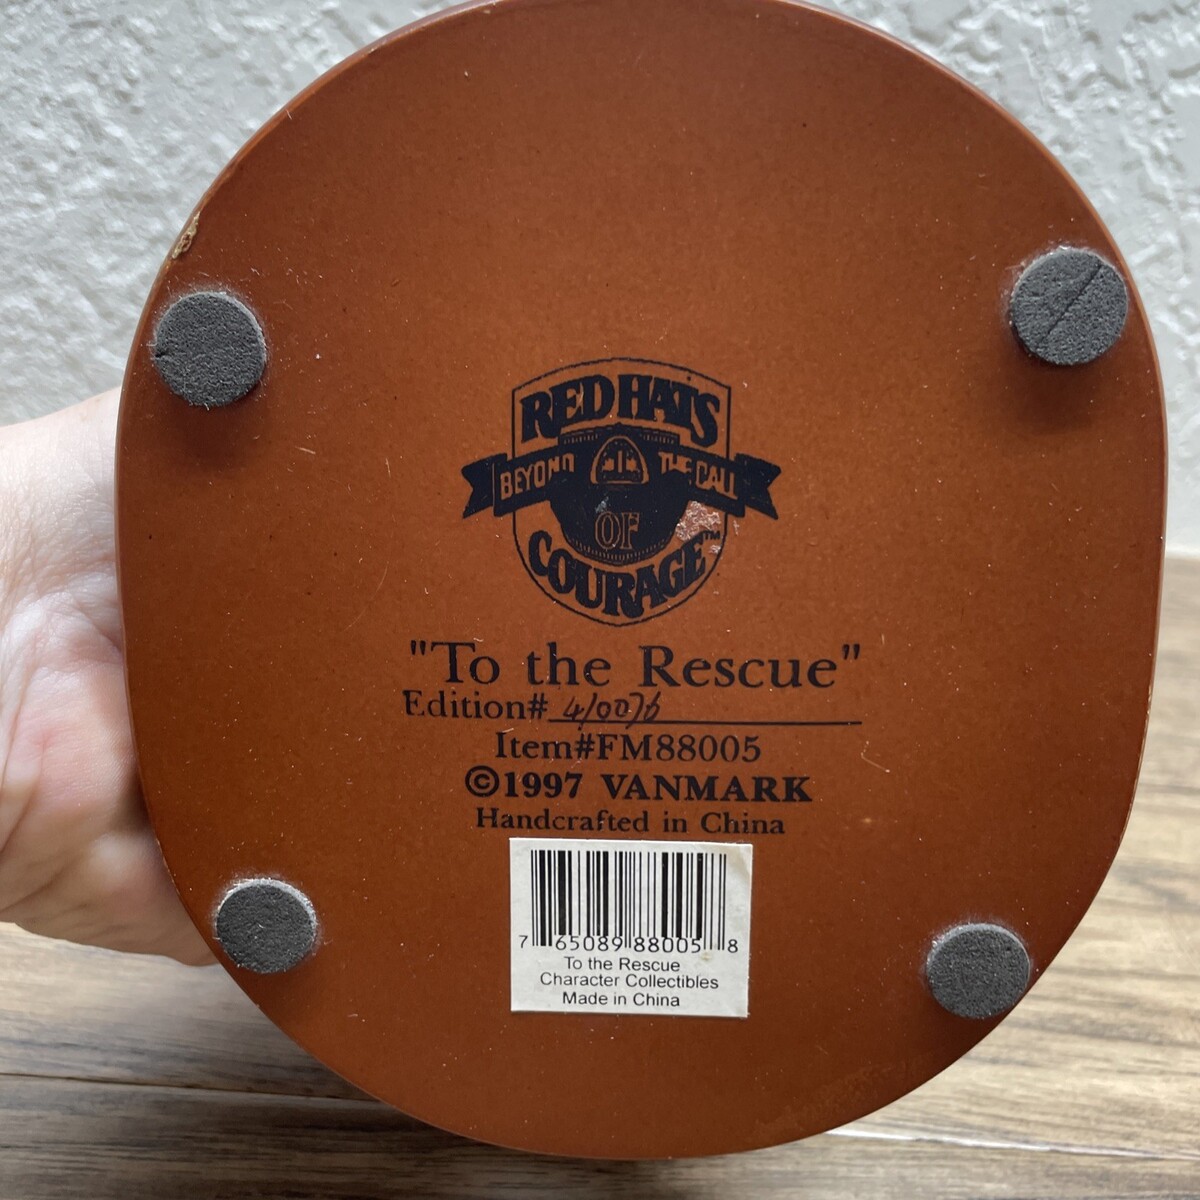 RED HATS
BEYOND THE CALL
OF
COURAGE™
"To the Rescue"
Edition# 4/0076
Item#FM88005
©1997 VANMARK
Handcrafted in China
7 65089 88005 8
To the Rescue
Character Collectibles
Made in China